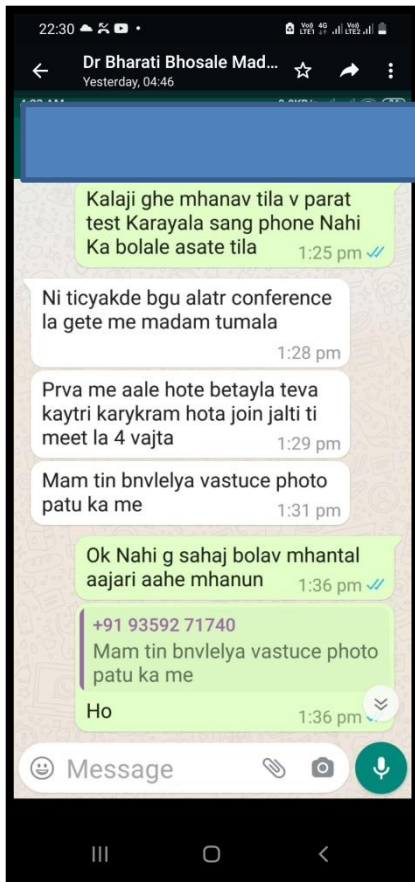 22:30
Dr Bharati Bhosale Mad...
Yesterday, 04:46
Kalaji ghe mhanav tila v parat
test Karayala sang phone Nahi
Ka bolale asate tila
1:25 pm
Ni ticyakde bgu alatr conference
la gete me madam tumala
1:28 pm
Prva me aale hote betayla teva
kaytri karykram hota join jalti ti
meet la 4 vajta
1:29 pm
Mam tin bnvlelya vastuce photo
patu ka me
1:31 pm
Ok Nahi g sahaj bolav mhantal
aajari aahe mhanun
1:36 pm
+91 93592 71740
Mam tin bnvlelya vastuce photo
patu ka me
Ho
1:36 pm
Message